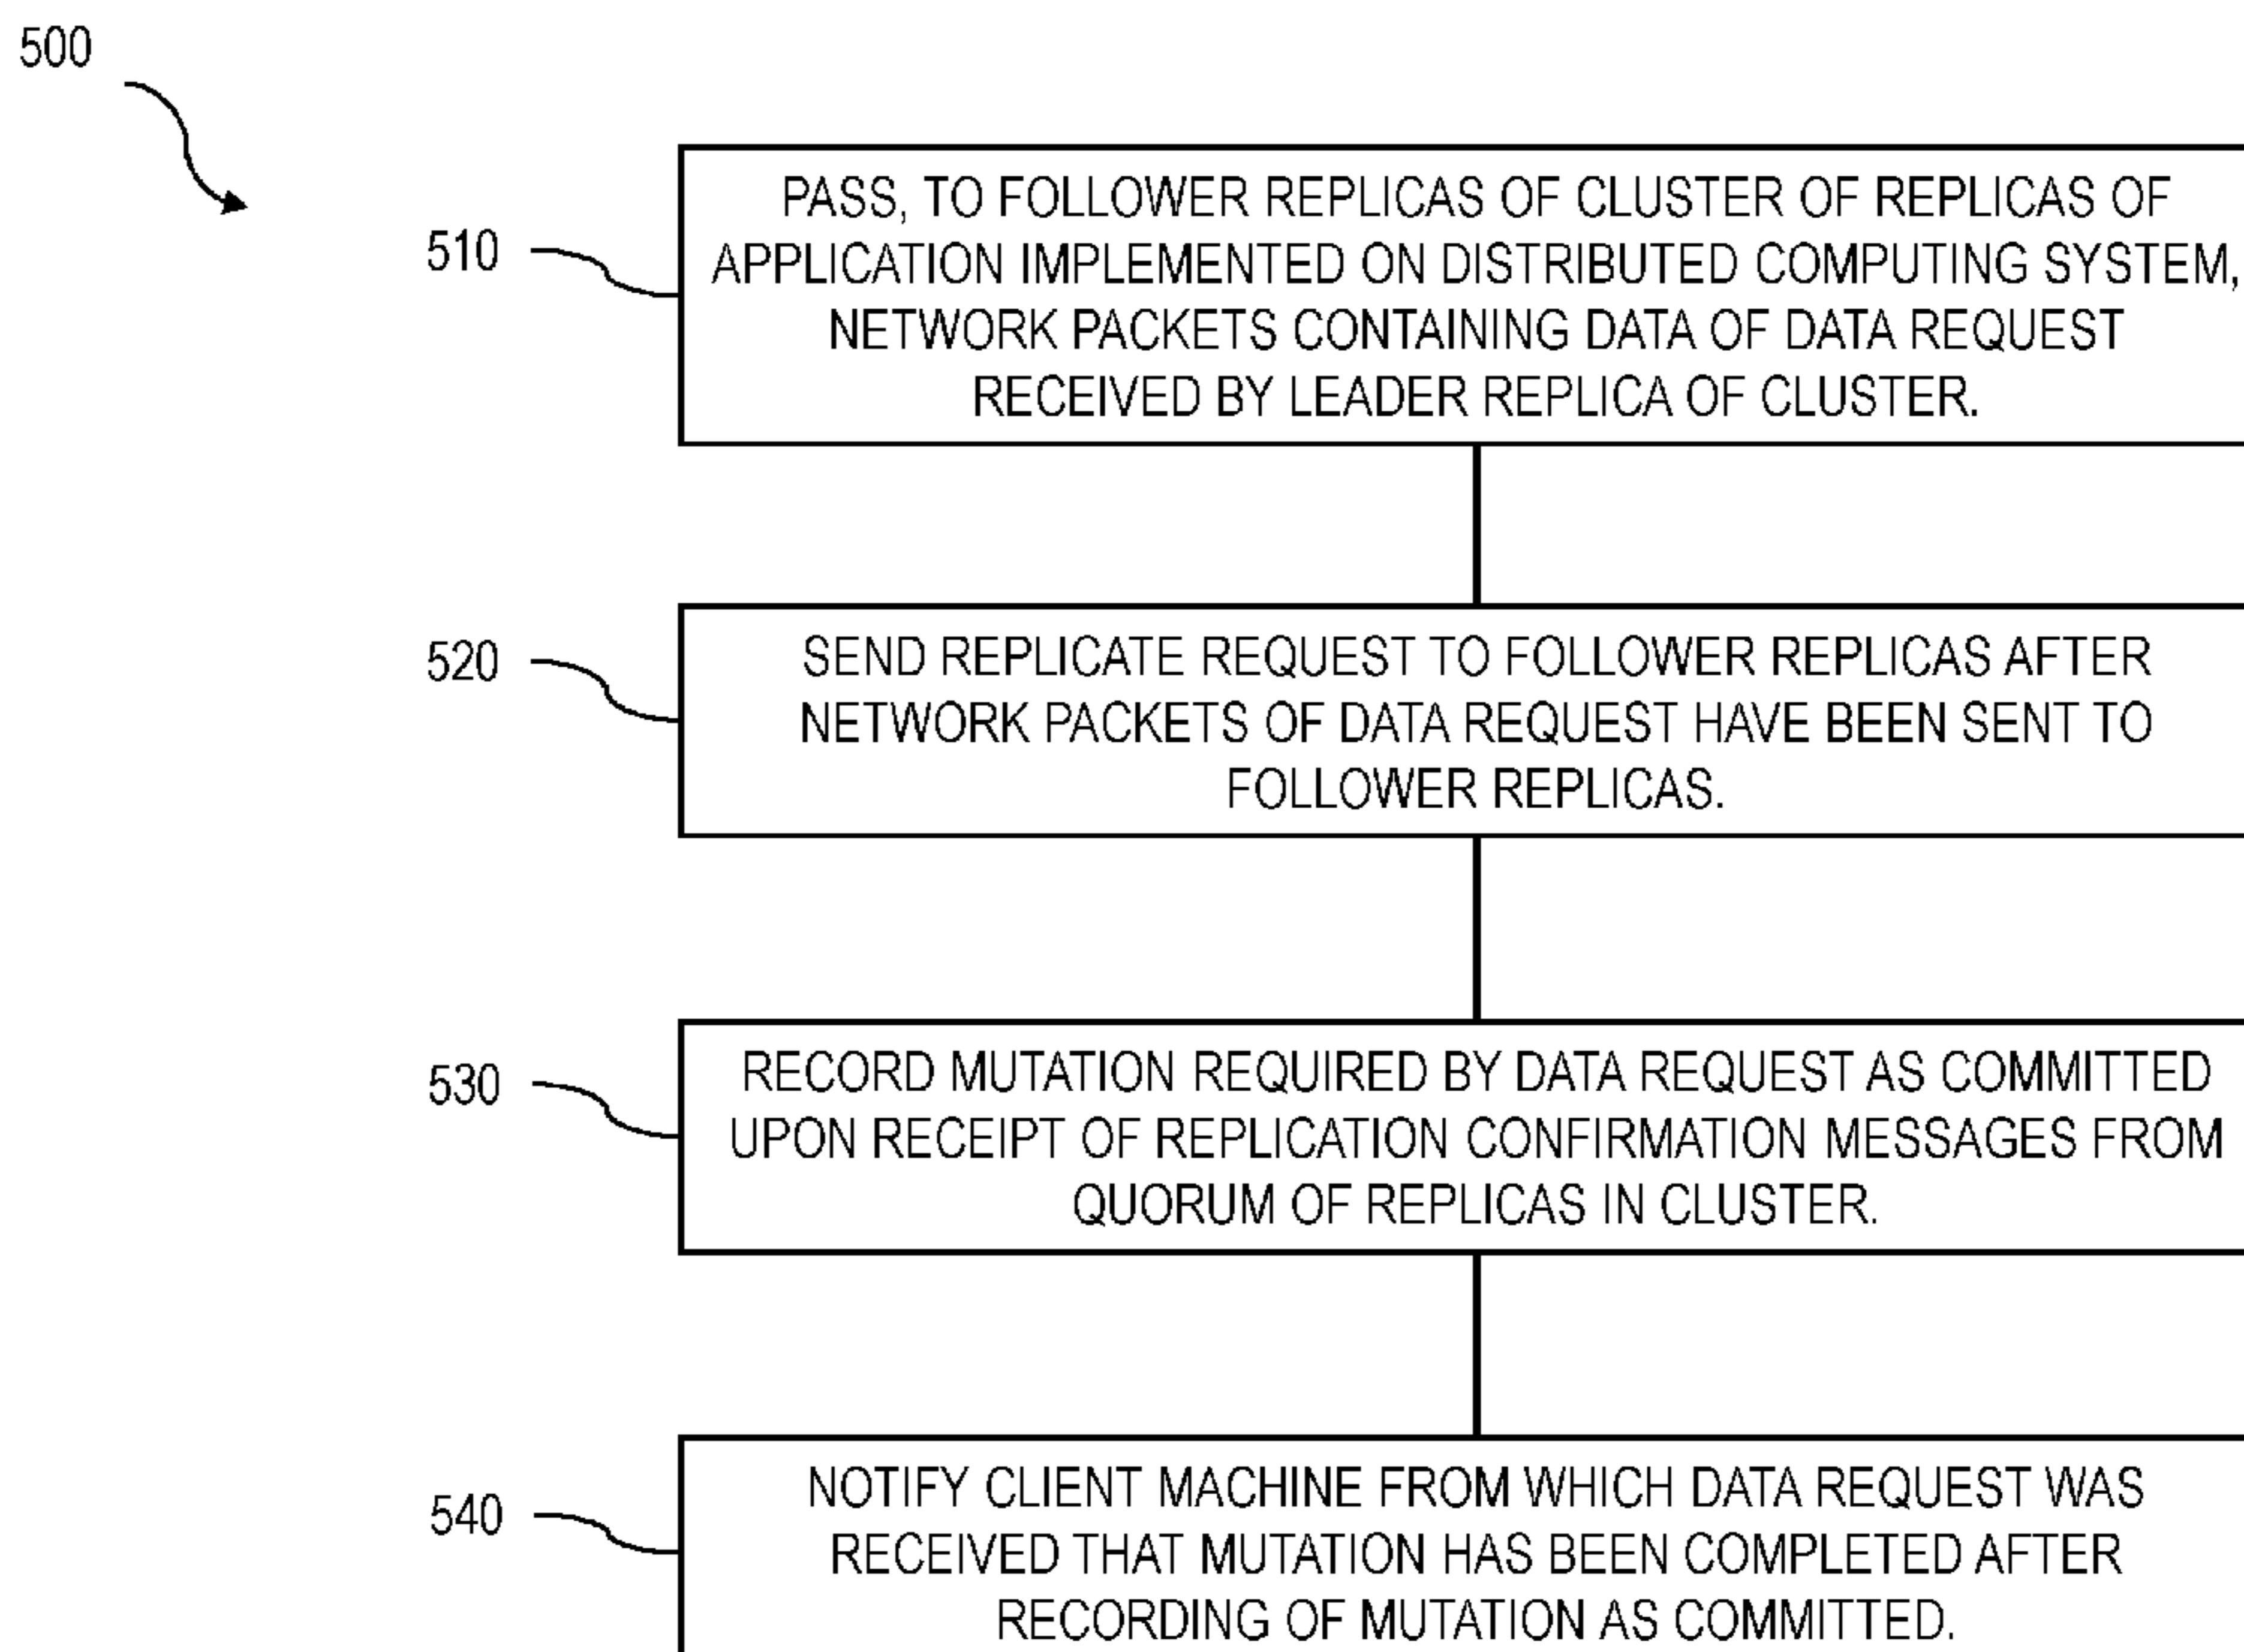 500
510
PASS, TO FOLLOWER REPLICAS OF CLUSTER OF REPLICAS OF
APPLICATION IMPLEMENTED ON DISTRIBUTED COMPUTING SYSTEM,
NETWORK PACKETS CONTAINING DATA OF DATA REQUEST
RECEIVED BY LEADER REPLICA OF CLUSTER.
520
SEND REPLICATE REQUEST TO FOLLOWER REPLICAS AFTER
NETWORK PACKETS OF DATA REQUEST HAVE BEEN SENT TO
FOLLOWER REPLICAS.
530
RECORD MUTATION REQUIRED BY DATA REQUEST AS COMMITTED
UPON RECEIPT OF REPLICATION CONFIRMATION MESSAGES FROM
QUORUM OF REPLICAS IN CLUSTER.
540
NOTIFY CLIENT MACHINE FROM WHICH DATA REQUEST WAS
RECEIVED THAT MUTATION HAS BEEN COMPLETED AFTER
RECORDING OF MUTATION AS COMMITTED.